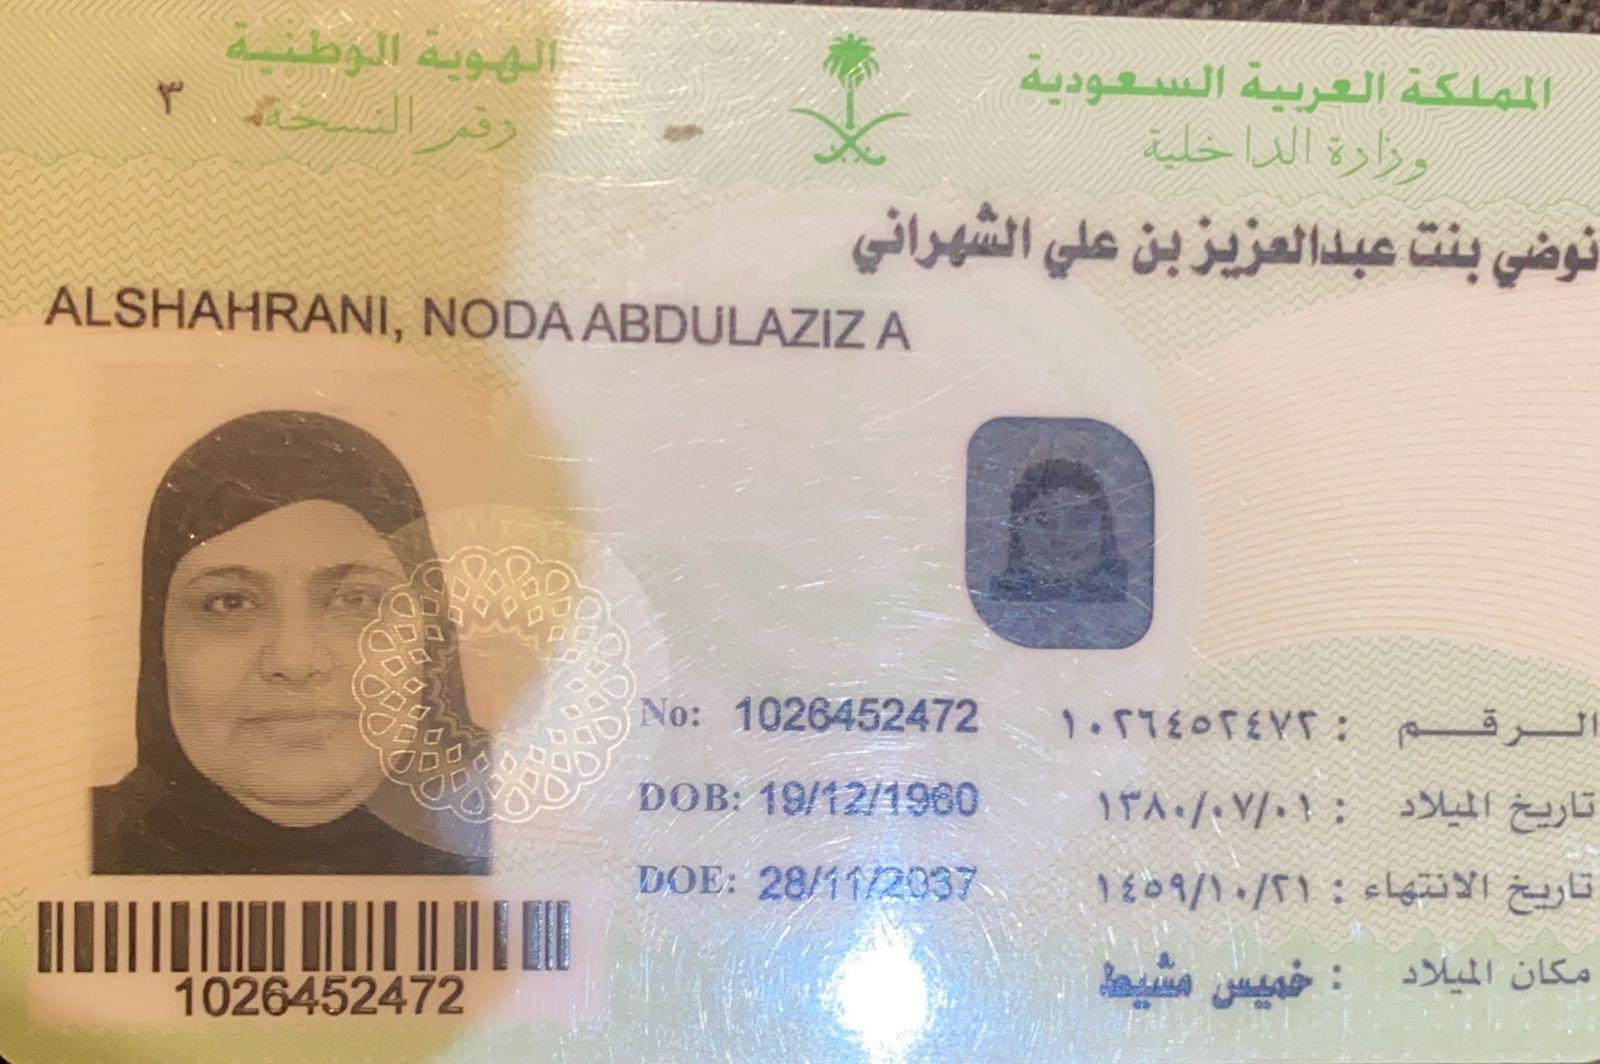 المملكة العربية السعودية
وزارة الداخلية
الهوية الوطنية
رقم النسخة ٣
نوضي بنت عبدالعزيز بن علي الشهراني
ALSHAHRANI, NODA ABDULAZIZ A
No: 1026452472
الرقم : ١٠٢٦٤٥٢٤٧٢
DOB: 19/12/1960
تاريخ الميلاد : ١٣٨٠/٠٧/٠١
DOE: 28/11/2037
تاريخ الانتهاء : ١٤٥٩/١٠/٢١
مكان الميلاد : خميس مشيط
1026452472